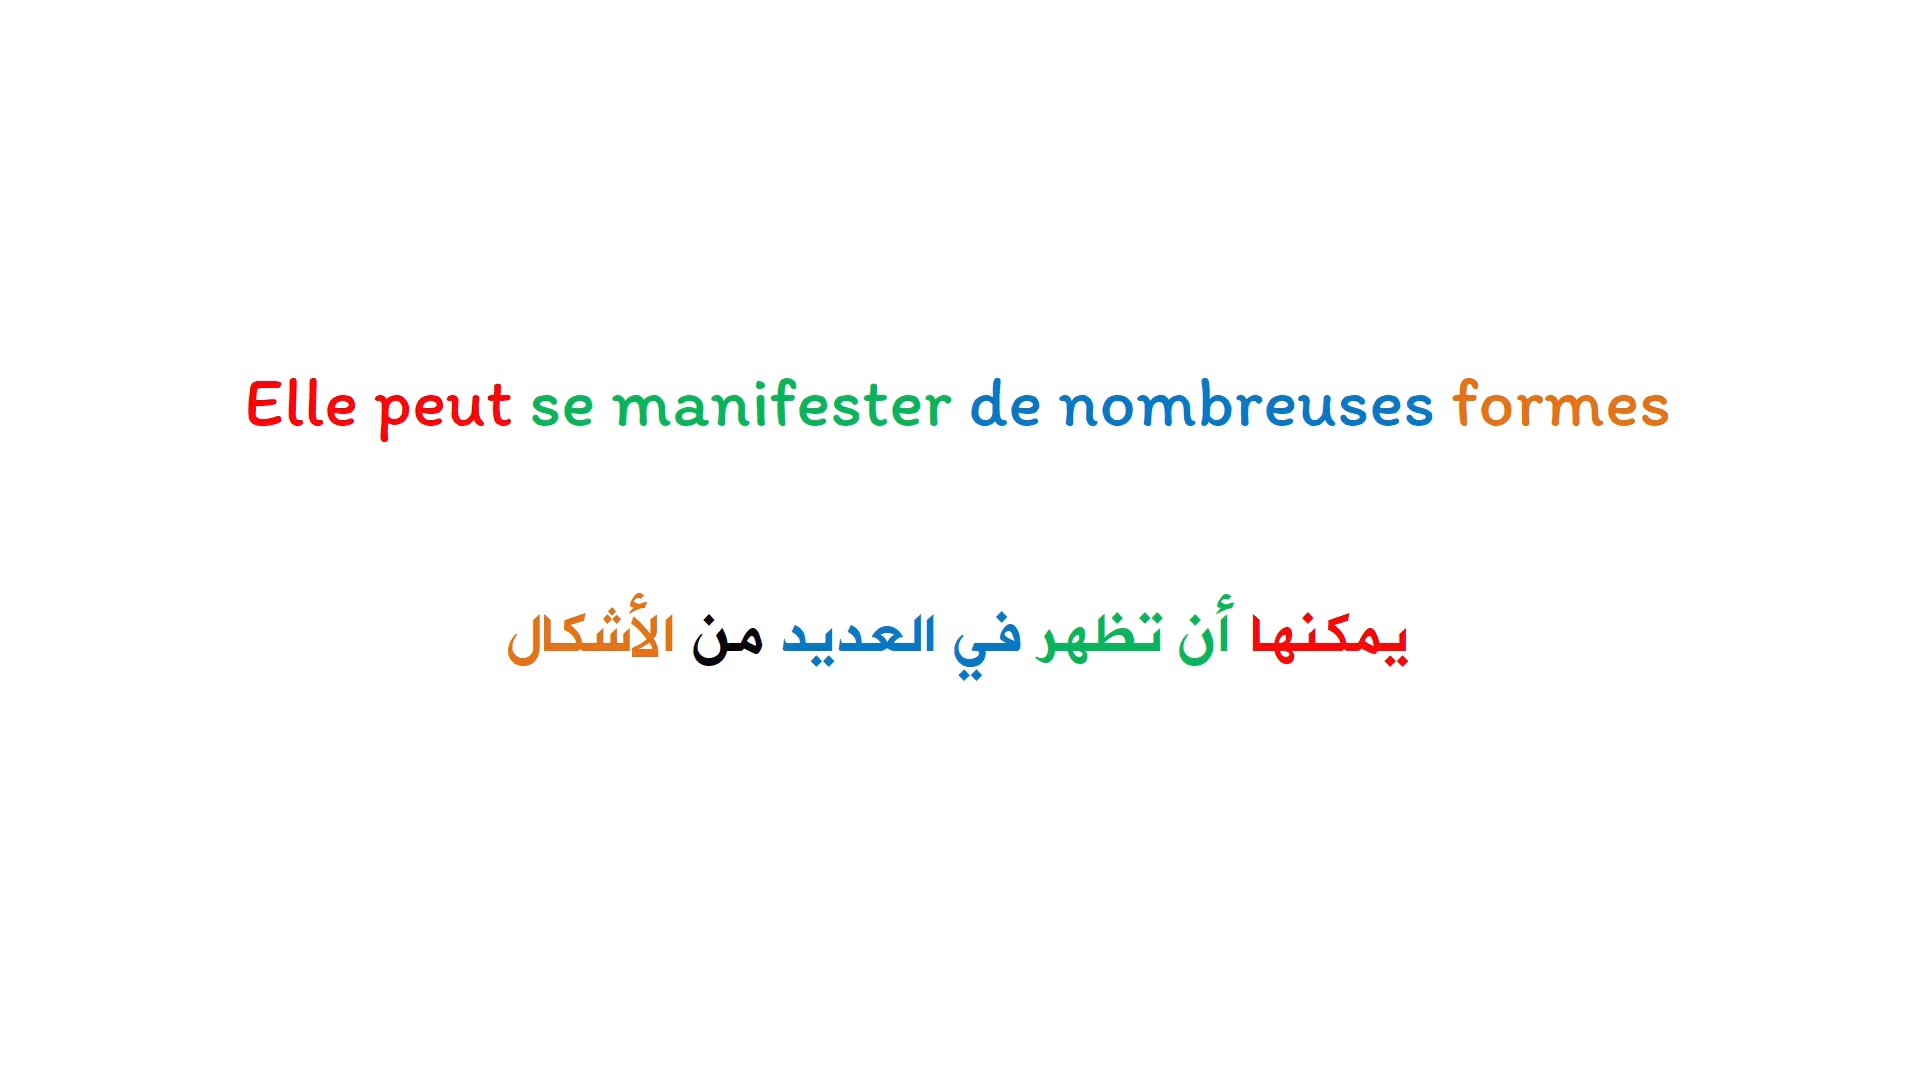 Elle peut se manifester de nombreuses formes
يمكنها أن تظهر في العديد من الأشكال